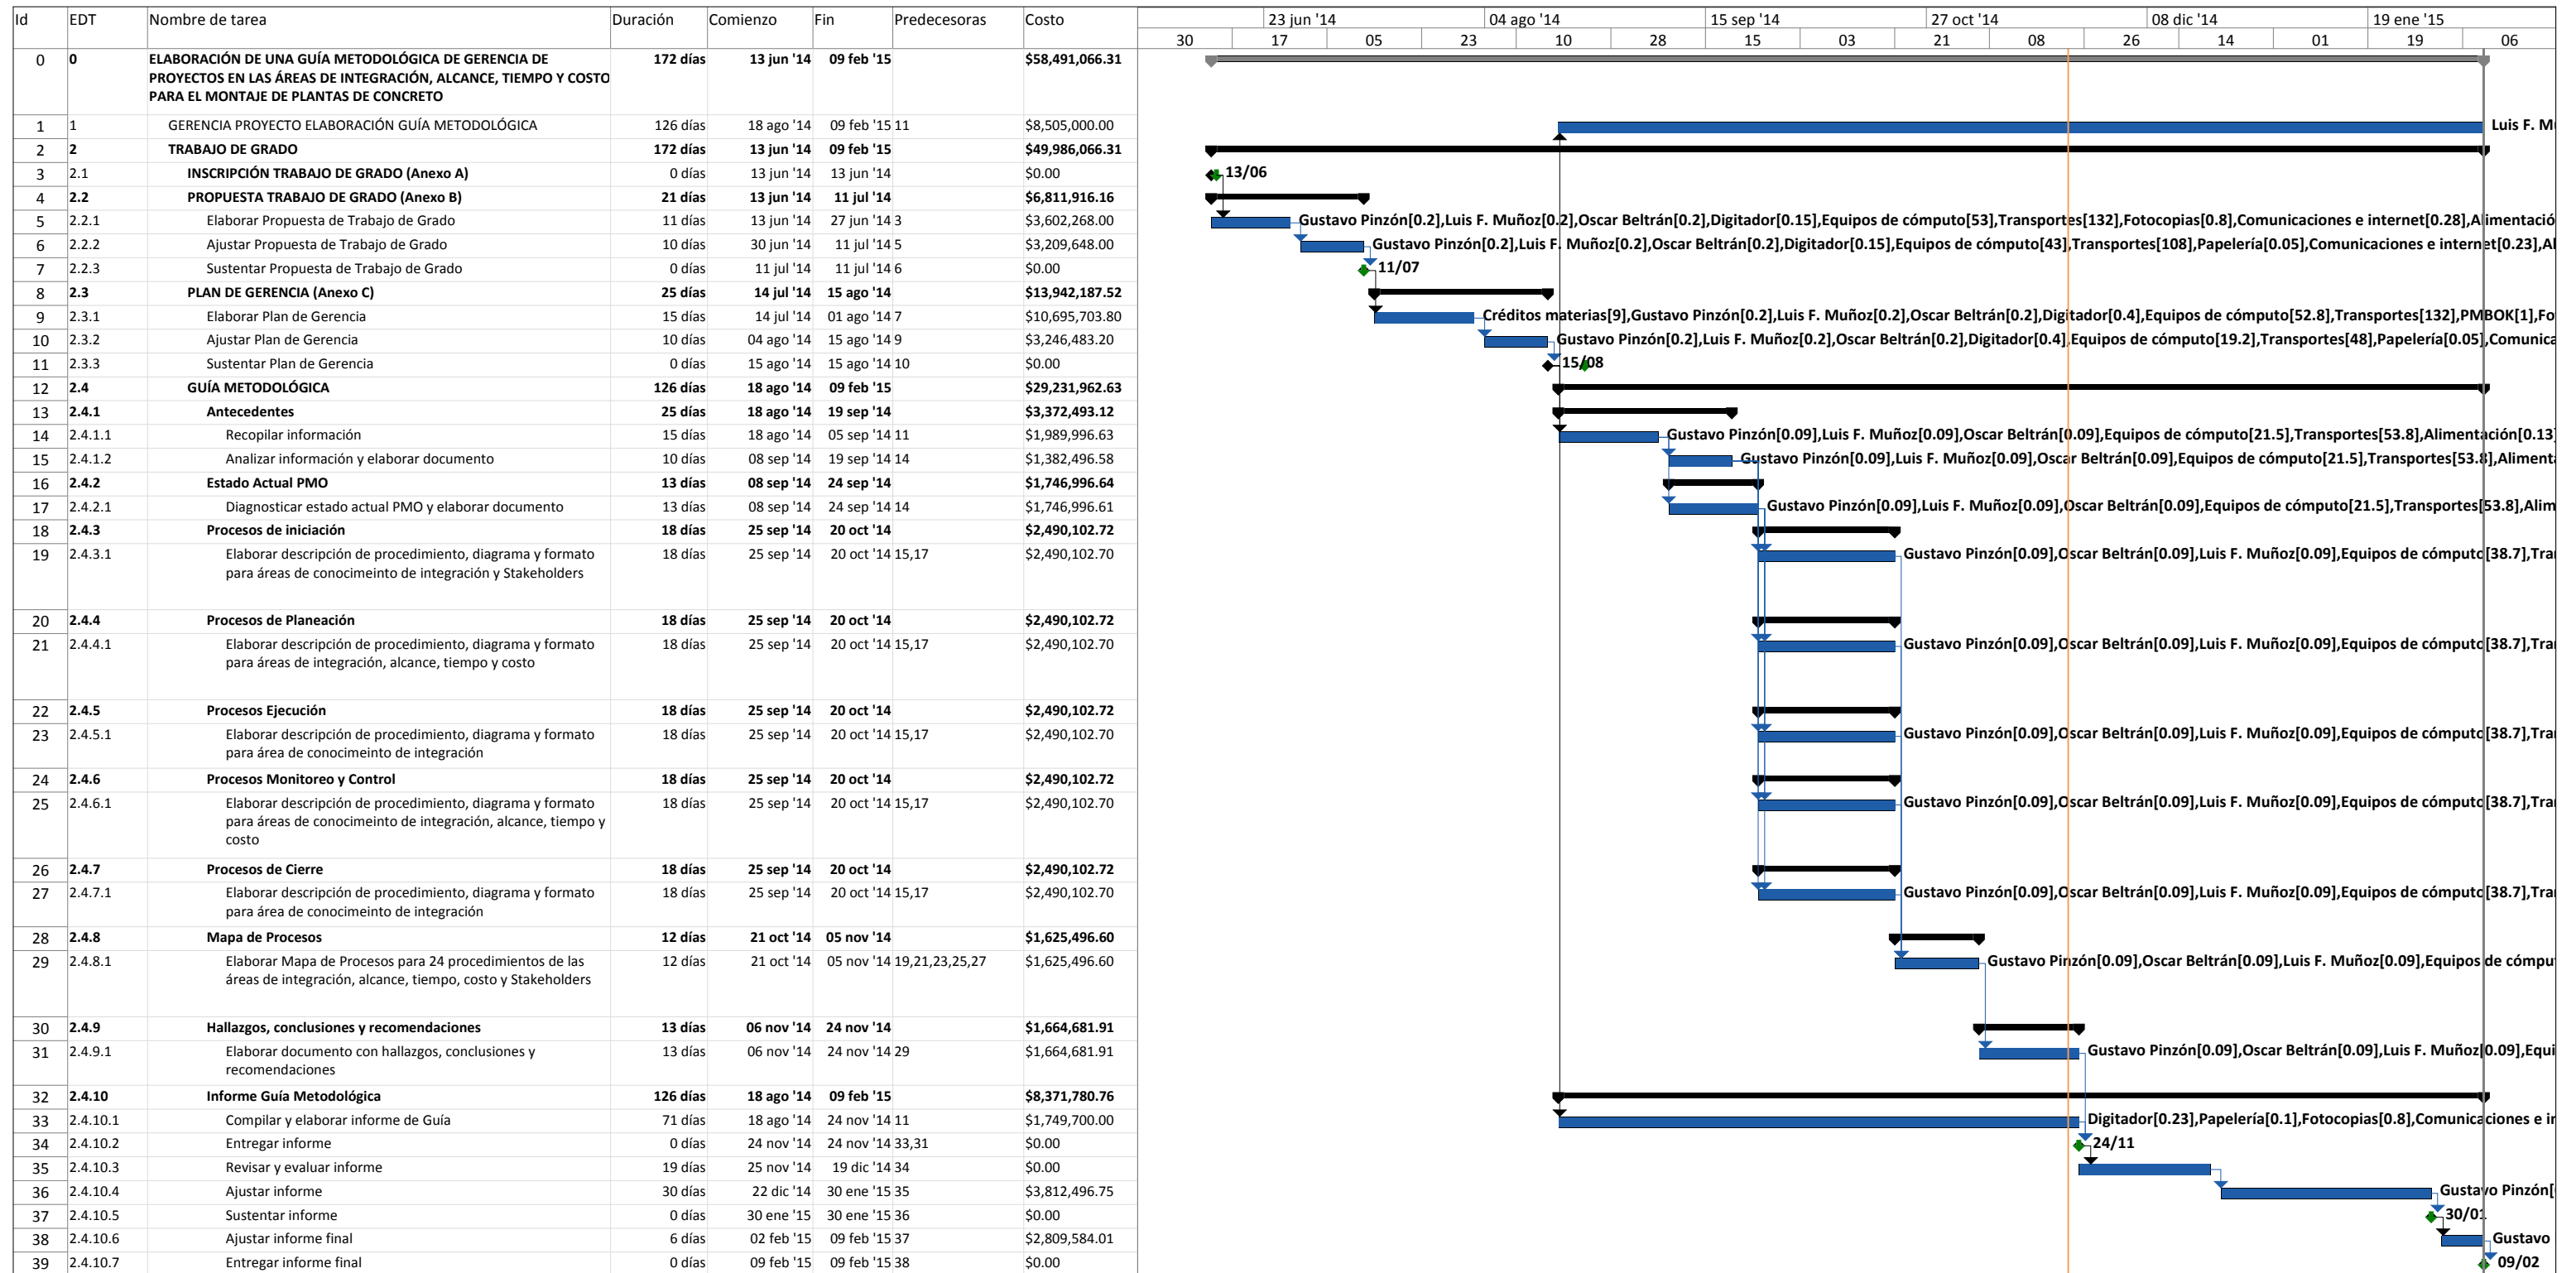 Id EDT Nombre de tarea Duración Comienzo Fin Predecesoras Costo 23 jun '14 04 ago '14 15 sep '14 27 oct '14 08 dic '14 19 ene '15
30 17 05 23 10 28 15 03 21 08 26 14 01 19 06
0 0 ELABORACIÓN DE UNA GUÍA METODOLÓGICA DE GERENCIA DE 172 días 13 jun '14 09 feb '15 $58,491,066.31
PROYECTOS EN LAS ÁREAS DE INTEGRACIÓN, ALCANCE, TIEMPO Y COSTO
PARA EL MONTAJE DE PLANTAS DE CONCRETO
1 1 GERENCIA PROYECTO ELABORACIÓN GUÍA METODOLÓGICA 126 días 18 ago '14 09 feb '15 11 $8,505,000.00 Luis F.
2 2 TRABAJO DE GRADO 172 días 13 jun '14 09 feb '15 $49,986,066.31
3 2.1 INSCRIPCIÓN TRABAJO DE GRADO (Anexo A) 0 días 13 jun '14 13 jun '14 $0.00 13/06
4 2.2 PROPUESTA TRABAJO DE GRADO (Anexo B) 21 días 13 jun '14 11 jul '14 $6,811,916.16
5 2.2.1 Elaborar Propuesta de Trabajo de Grado 11 días 13 jun '14 27 jun '14 3 $3,602,268.00 Gustavo Pinzón[0.2],Luis F. Muñoz[0.2],Oscar Beltrán[0.2],Digitador[0.15],Equipos de cómputo[53],Transportes[132],Fotocopias[0.8],Comunicaciones e internet[0.28],Alimentació
6 2.2.2 Ajustar Propuesta de Trabajo de Grado 10 días 30 jun '14 11 jul '14 5 $3,209,648.00 Gustavo Pinzón[0.2],Luis F. Muñoz[0.2],Oscar Beltrán[0.2],Digitador[0.15],Equipos de cómputo[43],Transportes[108],Papelería[0.05],Comunicaciones e internet[0.23],Al
7 2.2.3 Sustentar Propuesta de Trabajo de Grado 0 días 11 jul '14 11 jul '14 6 $0.00 11/07
8 2.3 PLAN DE GERENCIA (Anexo C) 25 días 14 jul '14 15 ago '14 $13,942,187.52
9 2.3.1 Elaborar Plan de Gerencia 15 días 14 jul '14 01 ago '14 7 $10,695,703.80 Créditos materias[9],Gustavo Pinzón[0.2],Luis F. Muñoz[0.2],Oscar Beltrán[0.2],Digitador[0.4],Equipos de cómputo[52.8],Transportes[132],PMBOK[1],Fo
10 2.3.2 Ajustar Plan de Gerencia 10 días 04 ago '14 15 ago '14 9 $3,246,483.20 Gustavo Pinzón[0.2],Luis F. Muñoz[0.2],Oscar Beltrán[0.2],Digitador[0.4],Equipos de cómputo[19.2],Transportes[48],Papelería[0.05],Comunica
11 2.3.3 Sustentar Plan de Gerencia 0 días 15 ago '14 15 ago '14 10 $0.00 15/08
12 2.4 GUÍA METODOLÓGICA 126 días 18 ago '14 09 feb '15 $29,231,962.63
13 2.4.1 Antecedentes 25 días 18 ago '14 19 sep '14 $3,372,493.12
14 2.4.1.1 Recopilar información 15 días 18 ago '14 05 sep '14 11 $1,989,996.63 Gustavo Pinzón[0.09],Luis F. Muñoz[0.09],Oscar Beltrán[0.09],Equipos de cómputo[21.5],Transportes[53.8],Alimentación[0.13]
15 2.4.1.2 Analizar información y elaborar documento 10 días 08 sep '14 19 sep '14 14 $1,382,496.58 Gustavo Pinzón[0.09],Luis F. Muñoz[0.09],Oscar Beltrán[0.09],Equipos de cómputo[21.5],Transportes[53.8],Aliment
16 2.4.2 Estado Actual PMO 13 días 08 sep '14 24 sep '14 $1,746,996.64
17 2.4.2.1 Diagnosticar estado actual PMO y elaborar documento 13 días 08 sep '14 24 sep '14 14 $1,746,996.61 Gustavo Pinzón[0.09],Luis F. Muñoz[0.09],Oscar Beltrán[0.09],Equipos de cómputo[21.5],Transportes[53.8],Alim
18 2.4.3 Procesos de iniciación 18 días 25 sep '14 20 oct '14 $2,490,102.72
19 2.4.3.1 Elaborar descripción de procedimiento, diagrama y formato 18 días 25 sep '14 20 oct '14 15,17 $2,490,102.70 Gustavo Pinzón[0.09],Oscar Beltrán[0.09],Luis F. Muñoz[0.09],Equipos de cómputo[38.7],Tra
para áreas de conocimeinto de integración y Stakeholders
20 2.4.4 Procesos de Planeación 18 días 25 sep '14 20 oct '14 $2,490,102.72
21 2.4.4.1 Elaborar descripción de procedimiento, diagrama y formato 18 días 25 sep '14 20 oct '14 15,17 $2,490,102.70 Gustavo Pinzón[0.09],Oscar Beltrán[0.09],Luis F. Muñoz[0.09],Equipos de cómputo[38.7],Tra
para áreas de integración, alcance, tiempo y costo
22 2.4.5 Procesos Ejecución 18 días 25 sep '14 20 oct '14 $2,490,102.72
23 2.4.5.1 Elaborar descripción de procedimiento, diagrama y formato 18 días 25 sep '14 20 oct '14 15,17 $2,490,102.70 Gustavo Pinzón[0.09],Oscar Beltrán[0.09],Luis F. Muñoz[0.09],Equipos de cómputo[38.7],Tra
para área de conocimeinto de integración
24 2.4.6 Procesos Monitoreo y Control 18 días 25 sep '14 20 oct '14 $2,490,102.72
25 2.4.6.1 Elaborar descripción de procedimiento, diagrama y formato 18 días 25 sep '14 20 oct '14 15,17 $2,490,102.70 Gustavo Pinzón[0.09],Oscar Beltrán[0.09],Luis F. Muñoz[0.09],Equipos de cómputo[38.7],Tra
para áreas de conocimeinto de integración, alcance, tiempo y
costo
26 2.4.7 Procesos de Cierre 18 días 25 sep '14 20 oct '14 $2,490,102.72
27 2.4.7.1 Elaborar descripción de procedimiento, diagrama y formato 18 días 25 sep '14 20 oct '14 15,17 $2,490,102.70 Gustavo Pinzón[0.09],Oscar Beltrán[0.09],Luis F. Muñoz[0.09],Equipos de cómputo[38.7],Tra
para área de conocimeinto de integración
28 2.4.8 Mapa de Procesos 12 días 21 oct '14 05 nov '14 $1,625,496.60
29 2.4.8.1 Elaborar Mapa de Procesos para 24 procedimientos de las 12 días 21 oct '14 05 nov '14 19,21,23,25,27 $1,625,496.60 Gustavo Pinzón[0.09],Oscar Beltrán[0.09],Luis F. Muñoz[0.09],Equipos de cómpu
áreas de integración, alcance, tiempo, costo y Stakeholders
30 2.4.9 Hallazgos, conclusiones y recomendaciones 13 días 06 nov '14 24 nov '14 $1,664,681.91
31 2.4.9.1 Elaborar documento con hallazgos, conclusiones y 13 días 06 nov '14 24 nov '14 29 $1,664,681.91 Gustavo Pinzón[0.09],Oscar Beltrán[0.09],Luis F. Muñoz[0.09],Equi
recomendaciones
32 2.4.10 Informe Guía Metodológica 126 días 18 ago '14 09 feb '15 $8,371,780.76
33 2.4.10.1 Compilar y elaborar informe de Guía 71 días 18 ago '14 24 nov '14 11 $1,749,700.00 Digitador[0.23],Papelería[0.1],Fotocopias[0.8],Comunicaciones e in
34 2.4.10.2 Entregar informe 0 días 24 nov '14 24 nov '14 33,31 $0.00 24/11
35 2.4.10.3 Revisar y evaluar informe 19 días 25 nov '14 19 dic '14 34 $0.00
36 2.4.10.4 Ajustar informe 30 días 22 dic '14 30 ene '15 35 $3,812,496.75 Gustavo Pinzón[
37 2.4.10.5 Sustentar informe 0 días 30 ene '15 30 ene '15 36 $0.00 30/01
38 2.4.10.6 Ajustar informe final 6 días 02 feb '15 09 feb '15 37 $2,809,584.01 Gustavo
39 2.4.10.7 Entregar informe final 0 días 09 feb '15 09 feb '15 38 $0.00 09/02